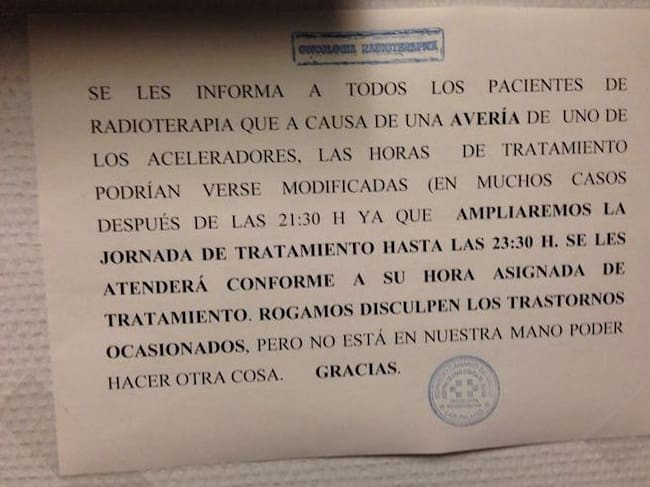 ONCOLOGIA RADIOTERAPICA
SE LES INFORMA A TODOS LOS PACIENTES DE
RADIOTERAPIA QUE A CAUSA DE UNA AVERÍA DE UNO DE
LOS ACELERADORES, LAS HORAS DE TRATAMIENTO
PODRÍAN VERSE MODIFICADAS (EN MUCHOS CASOS
DESPUÉS DE LAS 21:30 H YA QUE AMPLIAREMOS LA
JORNADA DE TRATAMIENTO HASTA LAS 23:30 H. SE LES
ATENDERÁ CONFORME A SU HORA ASIGNADA DE
TRATAMIENTO. ROGAMOS DISCULPEN LOS TRASTORNOS
OCASIONADOS, PERO NO ESTÁ EN NUESTRA MANO PODER
HACER OTRA COSA. GRACIAS.